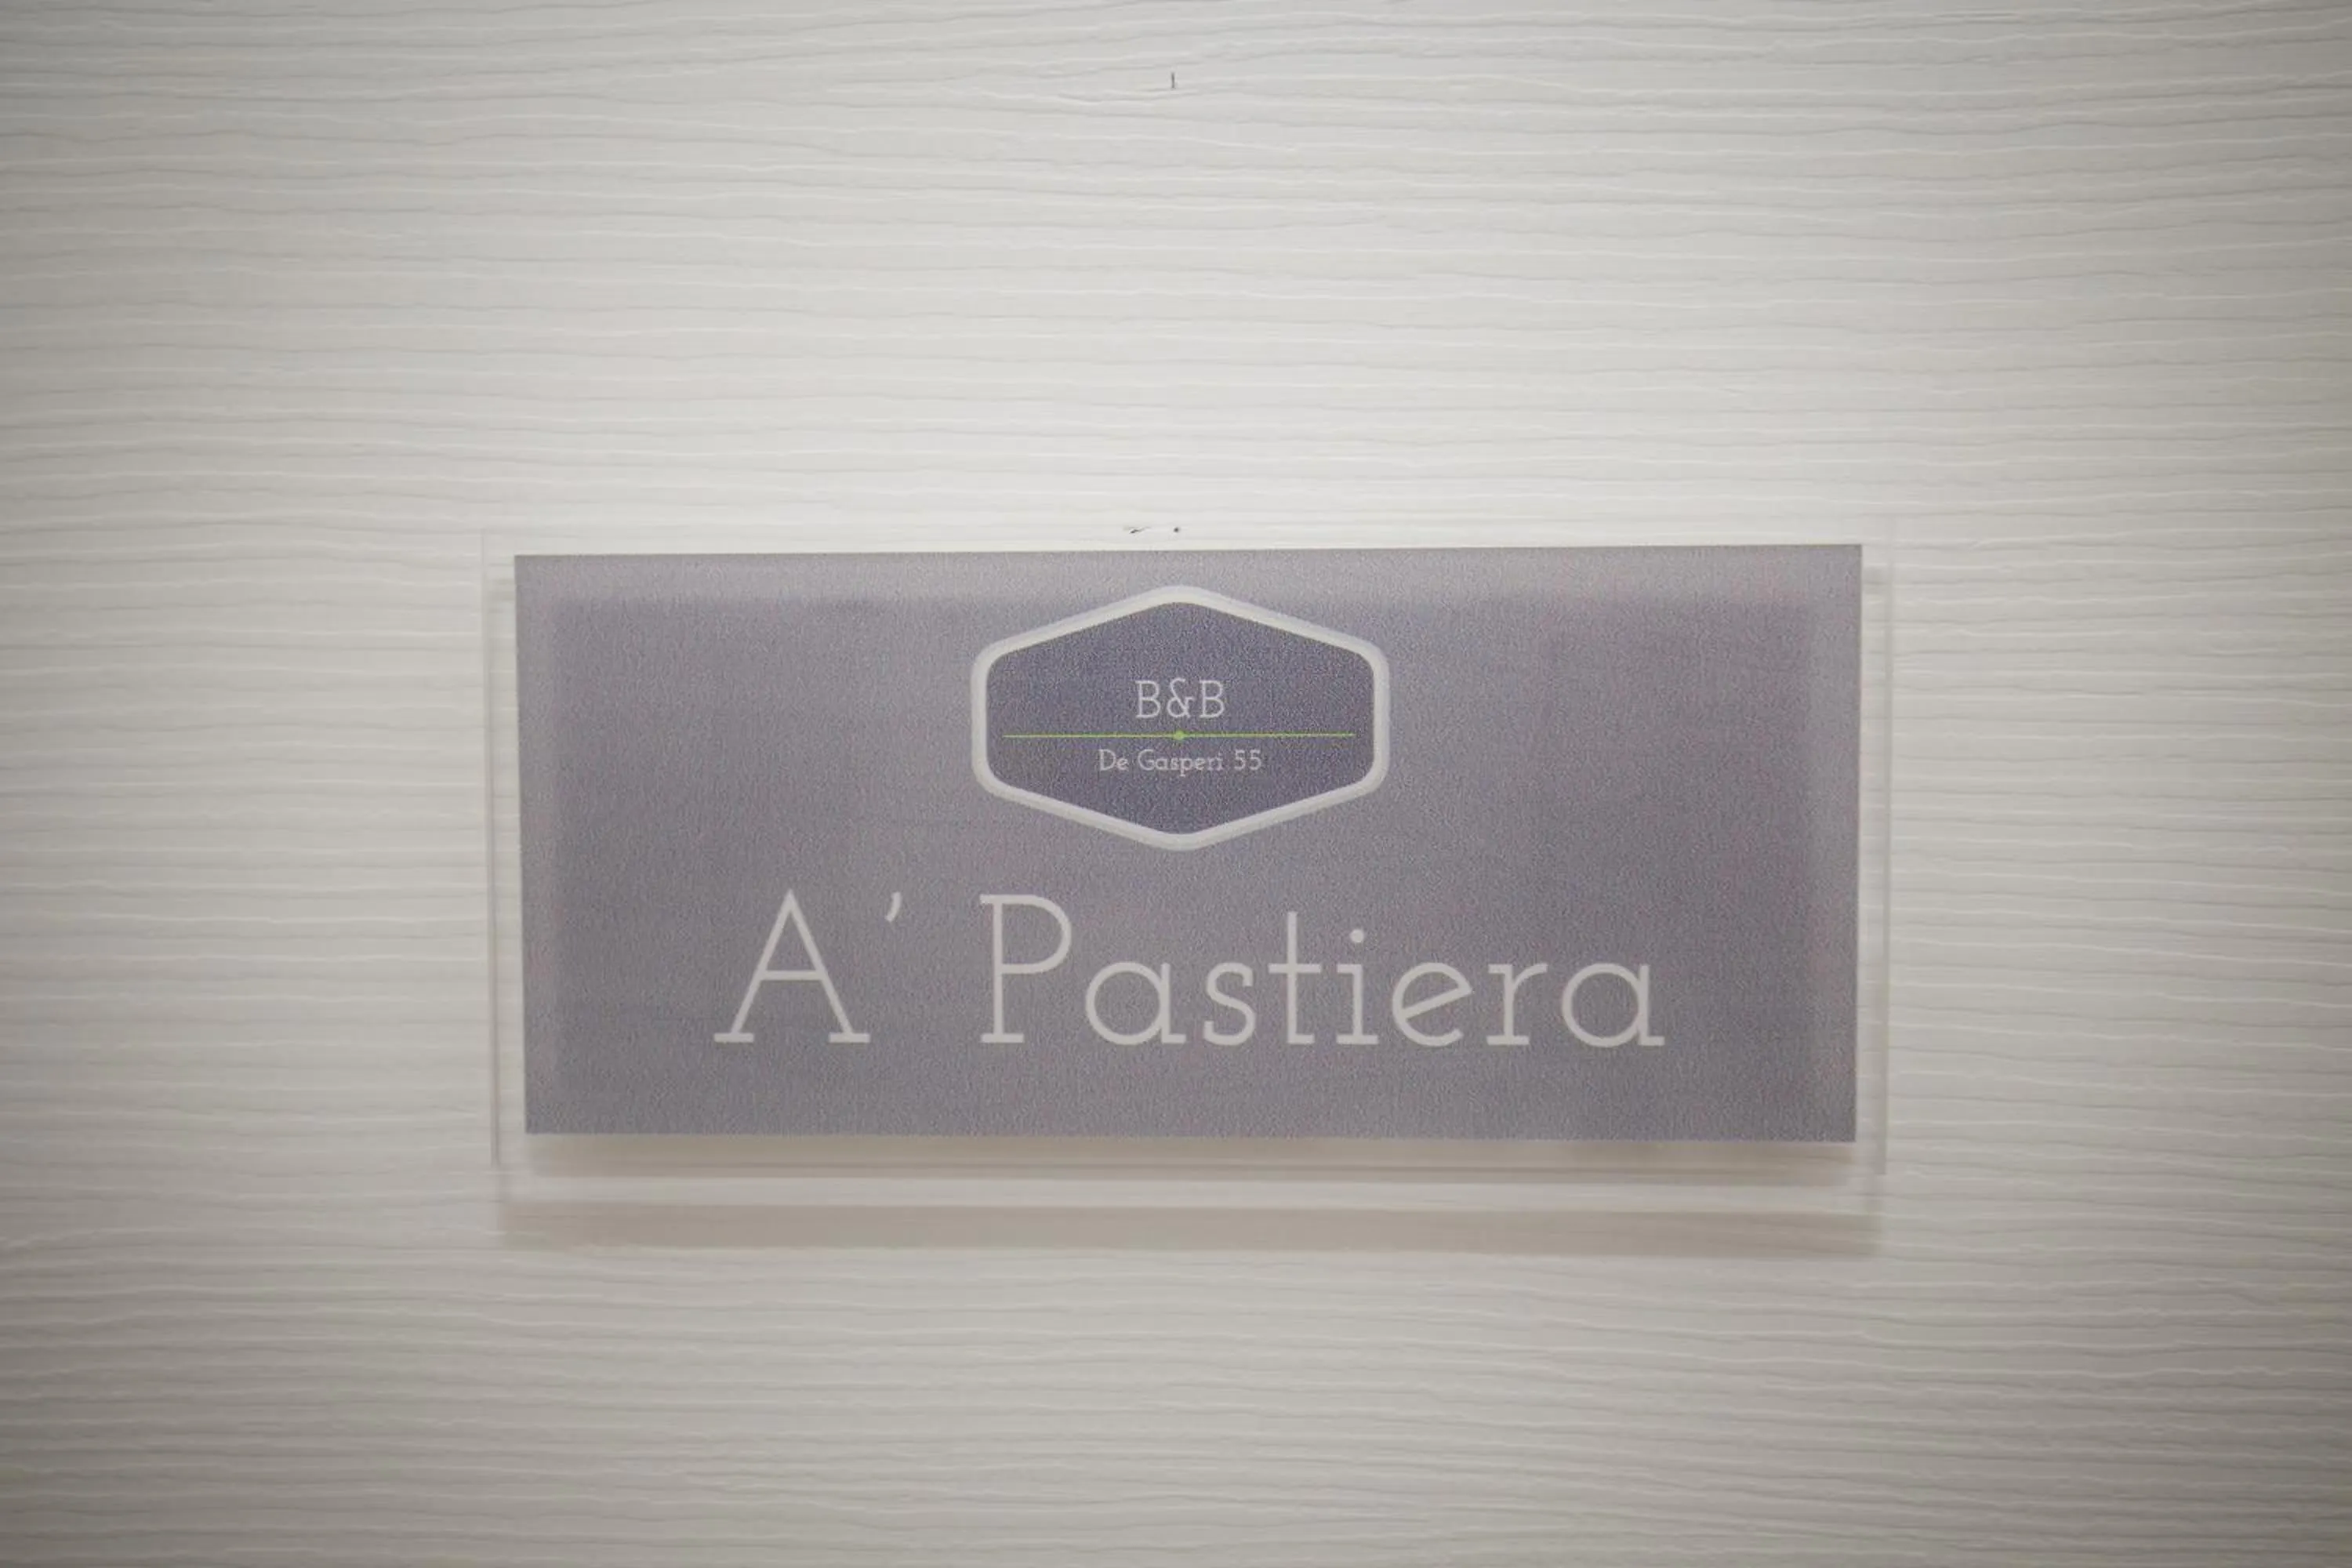 B&B
De Gasperi 55
A' Pastiera